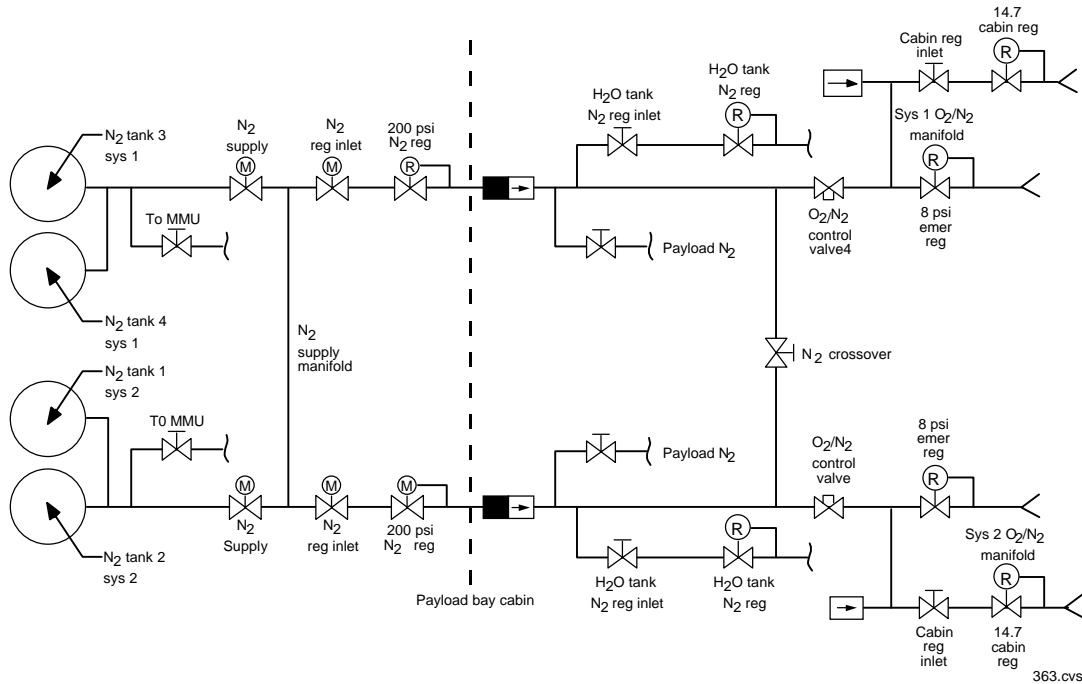 14.7
cabin reg
R
Cabin reg
inlet
H2O tank
N2 reg
R
H2O tank
N2 reg inlet
Sys 1 O2/N2
manifold
R
8 psi
emer
reg
N2 tank 3
sys 1
N2
supply
M
N2
reg inlet
M
200 psi
N2 reg
R
To MMU
O2/N2
control
valve4
Payload N2
N2 tank 4
sys 1
N2
supply
manifold
N2 crossover
N2 tank 1
sys 2
T0 MMU
Payload N2
O2/N2
control
valve
8 psi
emer
reg
R
M
N2
Supply
M
N2
reg inlet
M
200 psi
N2 reg
N2 tank 2
sys 2
R
H2O tank
N2 reg inlet
H2O tank
N2 reg
Sys 2 O2/N2
manifold
R
Payload bay cabin
Cabin
reg
inlet
14.7
cabin
reg
363.cvs